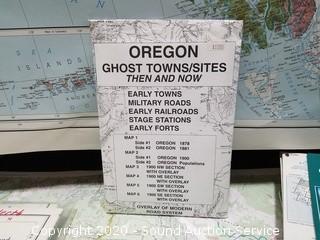 OREGON
GHOST TOWNS/SITES
THEN AND NOW
EARLY TOWNS
MILITARY ROADS
EARLY RAILROADS
STAGE STATIONS
EARLY FORTS
MAP 1
Side #1 OREGON 1878
Side #2 OREGON 1881
MAP 2
Side #1 OREGON 1900
Side #2 OREGON Populations
MAP 3 1900 NW SECTION
WITH OVERLAY
MAP 4 1900 NE SECTION
WITH OVERLAY
MAP 5 1900 SW SECTION
WITH OVERLAY
MAP 6 1900 SE SECTION
WITH OVERLAY
OVERLAY OF MODERN
ROAD SYSTEM
SEA
ISLANDS
Copyright 2020 - Auction Service